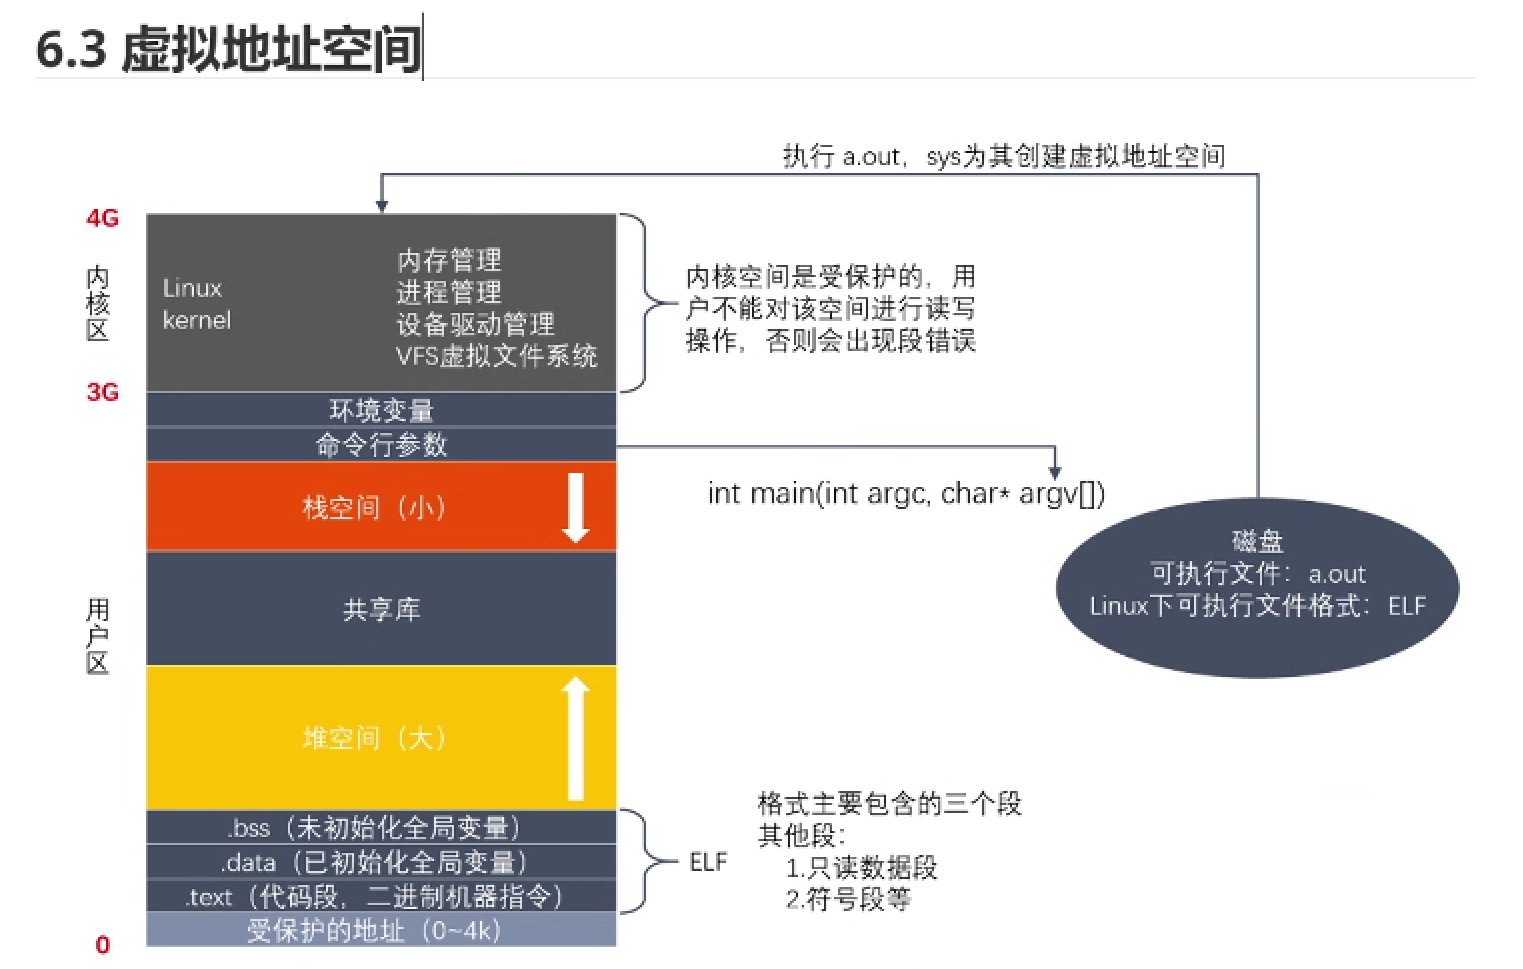 6.3 虚拟地址空间
执行 a.out，sys为其创建虚拟地址空间
4G
内核区
Linux
kernel
内存管理
进程管理
设备驱动管理
VFS虚拟文件系统
内核空间是受保护的，用
户不能对该空间进行读写
操作，否则会出现段错误
3G
环境变量
命令行参数
int main(int argc, char* argv[])
栈空间（小）
磁盘
可执行文件：a.out
Linux下可执行文件格式：ELF
用户区
共享库
堆空间（大）
.bss（未初始化全局变量）
.data（已初始化全局变量）
.text（代码段，二进制机器指令）
ELF
格式主要包含的三个段
其他段：
1.只读数据段
2.符号段等
受保护的地址（0~4k）
0